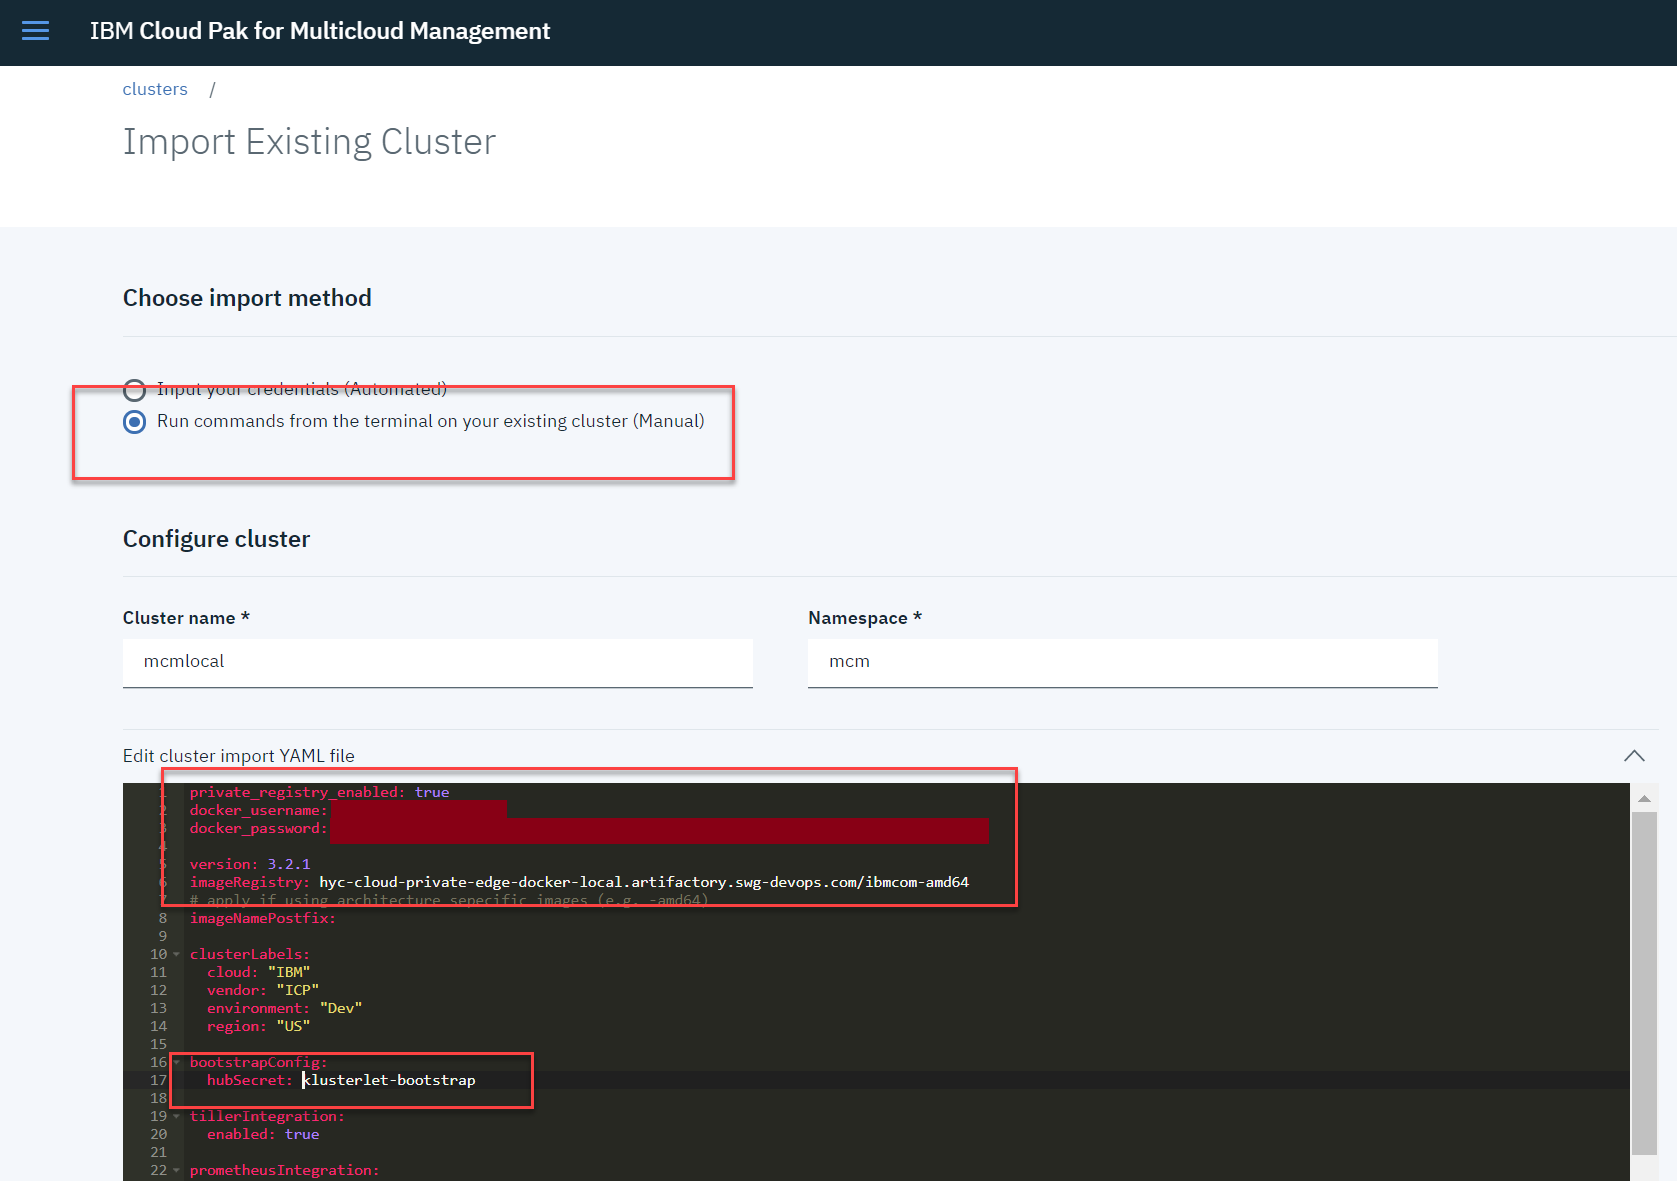 IBM Cloud Pak for Multicloud Management
clusters /
Import Existing Cluster
Choose import method
Input your credentials (Automated)
Run commands from the terminal on your existing cluster (Manual)
Configure cluster
Cluster name *
Namespace *
mcmlocal
mcm
Edit cluster import YAML file
1 private_registry_enabled: true
2 docker_username:
3 docker_password:
4
5 version: 3.2.1
6 imageRegistry: hyc-cloud-private-edge-docker-local.artifactory.swg-devops.com/ibmcom-amd64
7 # apply if using architecture sepecific images (e.g. -amd64)
8 imageNamePostfix:
9
10 clusterLabels:
11 cloud: "IBM"
12 vendor: "ICP"
13 environment: "Dev"
14 region: "US"
15
16 bootstrapConfig:
17 hubSecret: klusterlet-bootstrap
18
19 tillerIntegration:
20 enabled: true
21
22 prometheusIntegration: